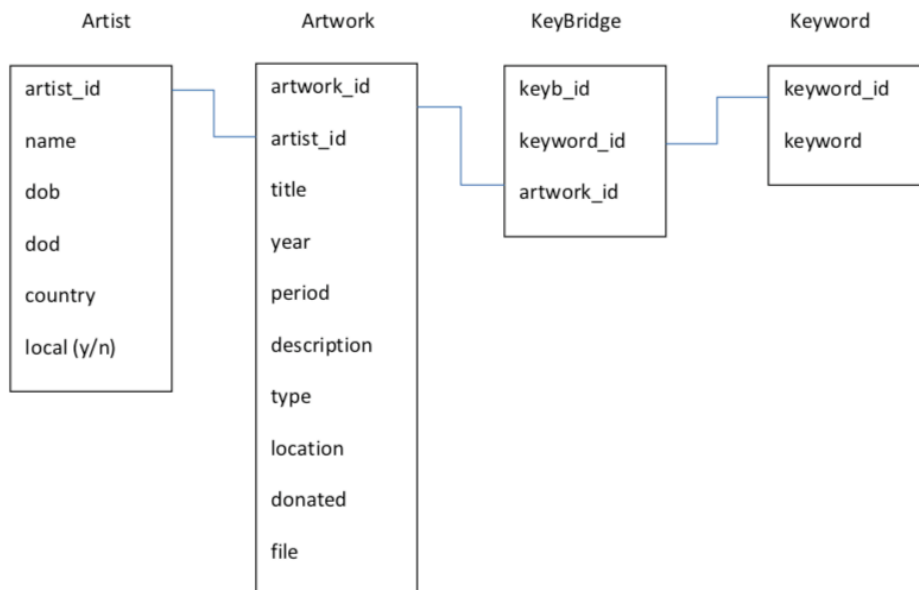 Artist
Artwork
KeyBridge
Keyword
artist_id
name
dob
dod
country
local (y/n)
artwork_id
artist_id
title
year
period
description
type
location
donated
file
keyb_id
keyword_id
artwork_id
keyword_id
keyword